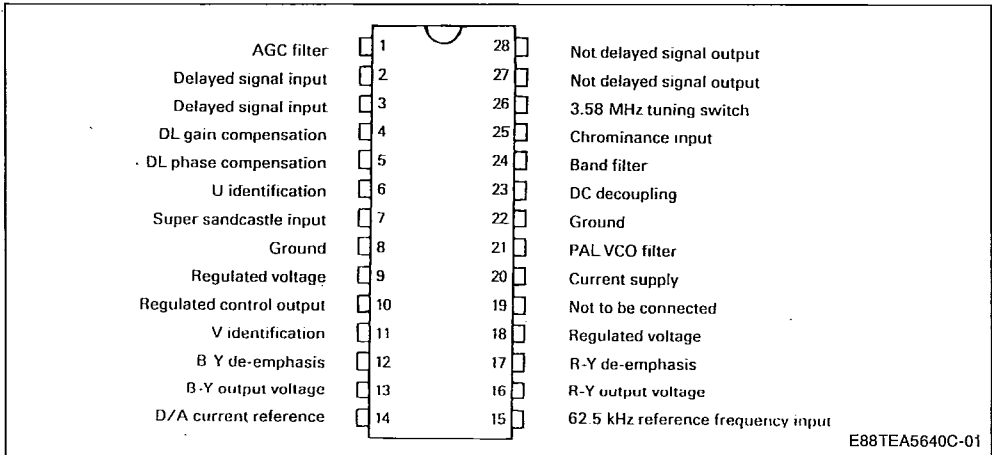 AGC filter 1 28 Not delayed signal output
Delayed signal input 2 27 Not delayed signal output
Delayed signal input 3 26 3.58 MHz tuning switch
DL gain compensation 4 25 Chrominance input
DL phase compensation 5 24 Band filter
U identification 6 23 DC decoupling
Super sandcastle input 7 22 Ground
Ground 8 21 PAL VCO filter
Regulated voltage 9 20 Current supply
Regulated control output 10 19 Not to be connected
V identification 11 18 Regulated voltage
B Y de-emphasis 12 17 R-Y de-emphasis
B-Y output voltage 13 16 R-Y output voltage
D/A current reference 14 15 62.5 kHz reference frequency input
E88TEA5640C-01